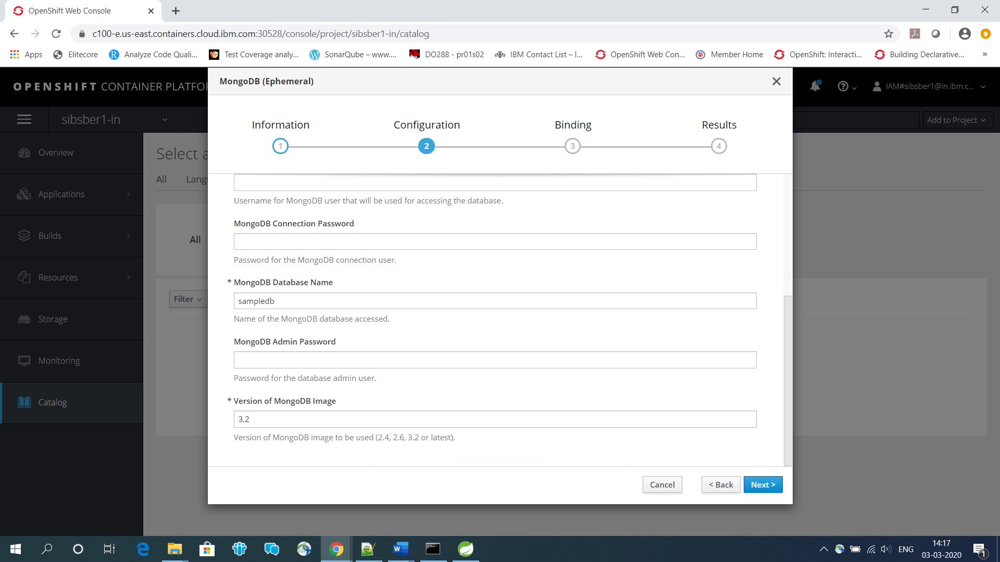 OpenShift Web Console
c100-e.us-east.containers.cloud.ibm.com:30528/console/project/sibsber1-in/catalog
Apps
Elitecore
Analyze Code Quali...
Test Coverage analy...
SonarQube – www....
DO288 - pr01s02
IBM Contact List – I...
OpenShift Web Con...
Member Home
OpenShift: Interacti...
Building Declarative...
»
OPENSHIFT CONTAINER PLATFO
IAM#sibsber1@in.ibm.c...
sibsber1-in
Add to Project
Overview
Applications
Builds
Resources
Storage
Monitoring
Catalog
Select a
All
Lang
All
Filter
MongoDB (Ephemeral)
Information
Configuration
Binding
Results
1
2
3
4
Username for MongoDB user that will be used for accessing the database.
MongoDB Connection Password
Password for the MongoDB connection user.
* MongoDB Database Name
sampledb
Name of the MongoDB database accessed.
MongoDB Admin Password
Password for the database admin user.
* Version of MongoDB Image
3.2
Version of MongoDB image to be used (2.4, 2.6, 3.2 or latest).
Cancel
< Back
Next >
ENG
14:17
03-03-2020
1